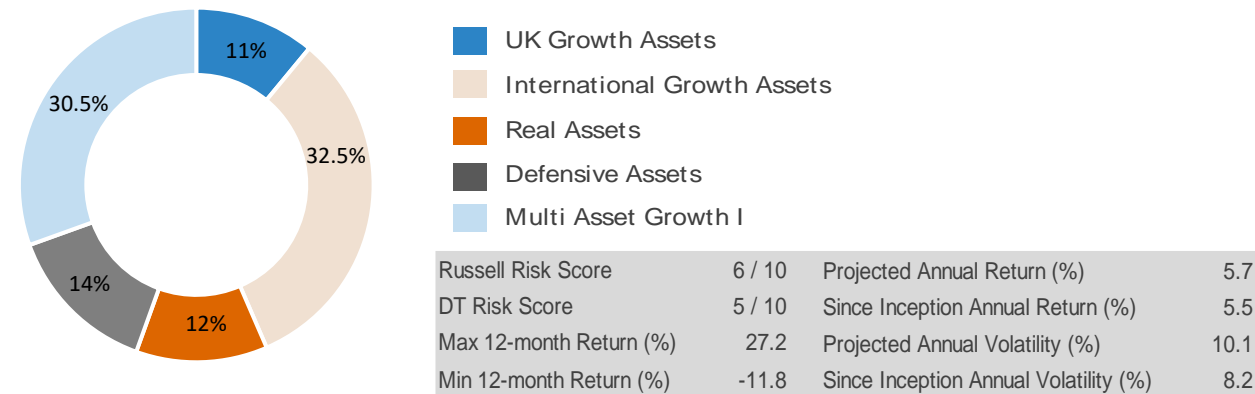 11%
30.5%
32.5%
14%
12%
UK Growth Assets
International Growth Assets
Real Assets
Defensive Assets
Multi Asset Growth I
Russell Risk Score 6 / 10 Projected Annual Return (%) 5.7
DT Risk Score 5 / 10 Since Inception Annual Return (%) 5.5
Max 12-month Return (%) 27.2 Projected Annual Volatility (%) 10.1
Min 12-month Return (%) -11.8 Since Inception Annual Volatility (%) 8.2